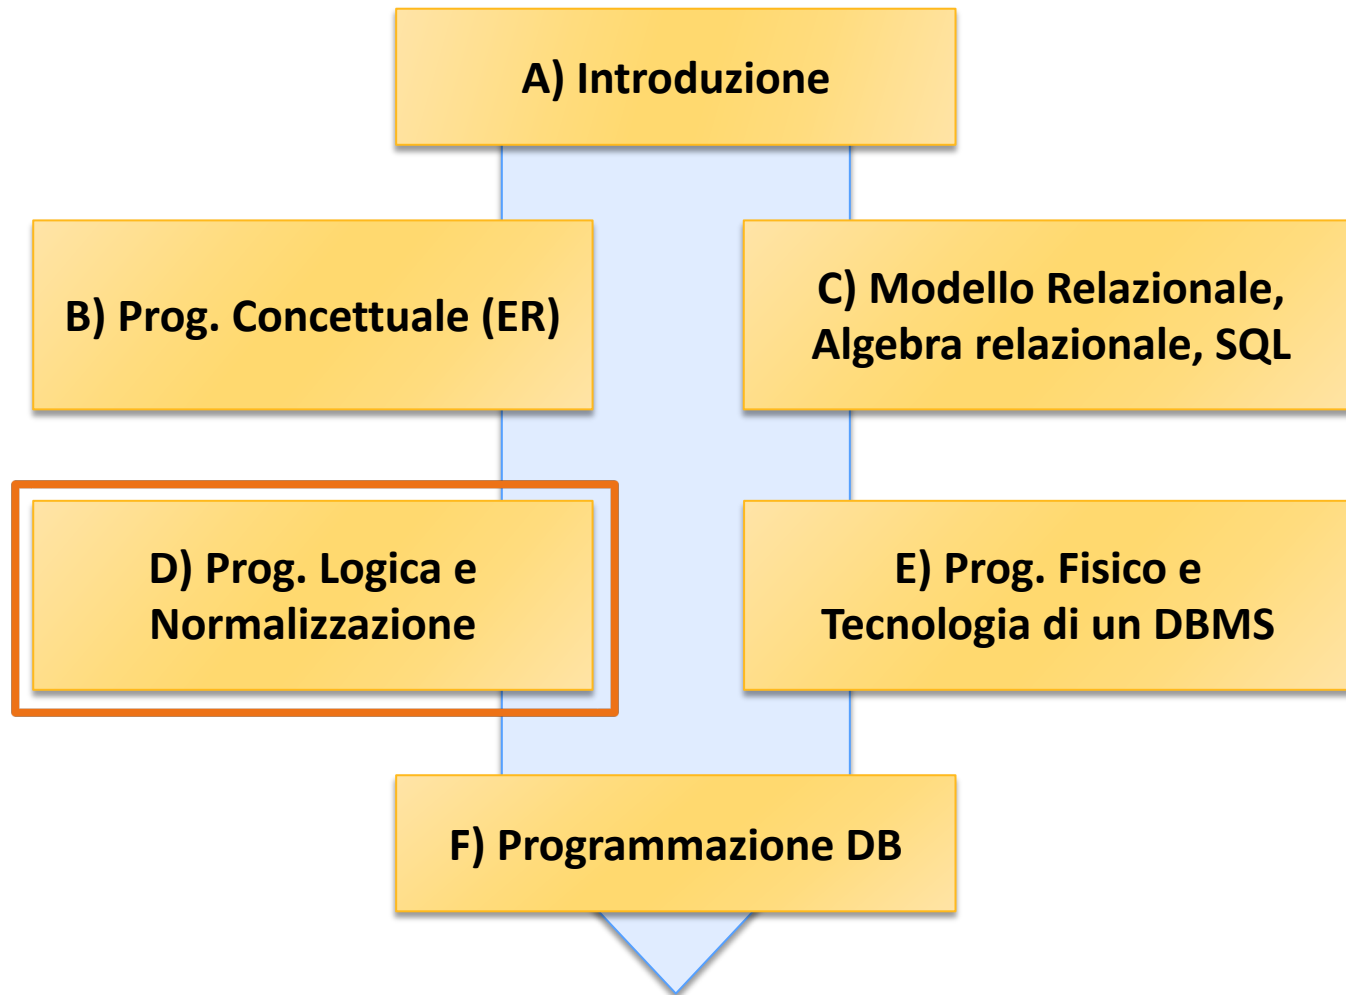 A) Introduzione
B) Prog. Concettuale (ER)
C) Modello Relazionale,
Algebra relazionale, SQL
D) Prog. Logica e
Normalizzazione
E) Prog. Fisico e
Tecnologia di un DBMS
F) Programmazione DB